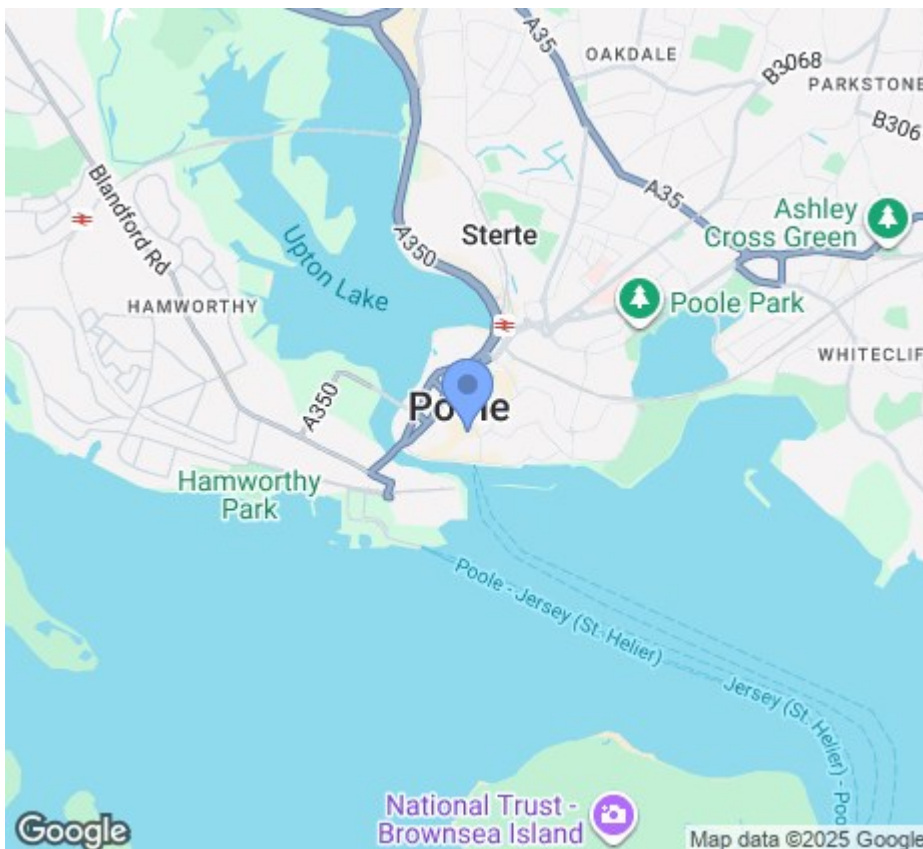 A35
OAKDALE
B3068
PARKSTONE
B306
Blandford Rd
A35
Ashley
Cross Green
A350
Sterte
Upton Lake
Poole Park
HAMWORTHY
WHITECLIF
A350
Poole
Hamworthy
Park
Poole - Jersey (St. Helier)
Jersey (St. Helier) - Poo
National Trust -
Brownsea Island
Google
Map data ©2025 Google